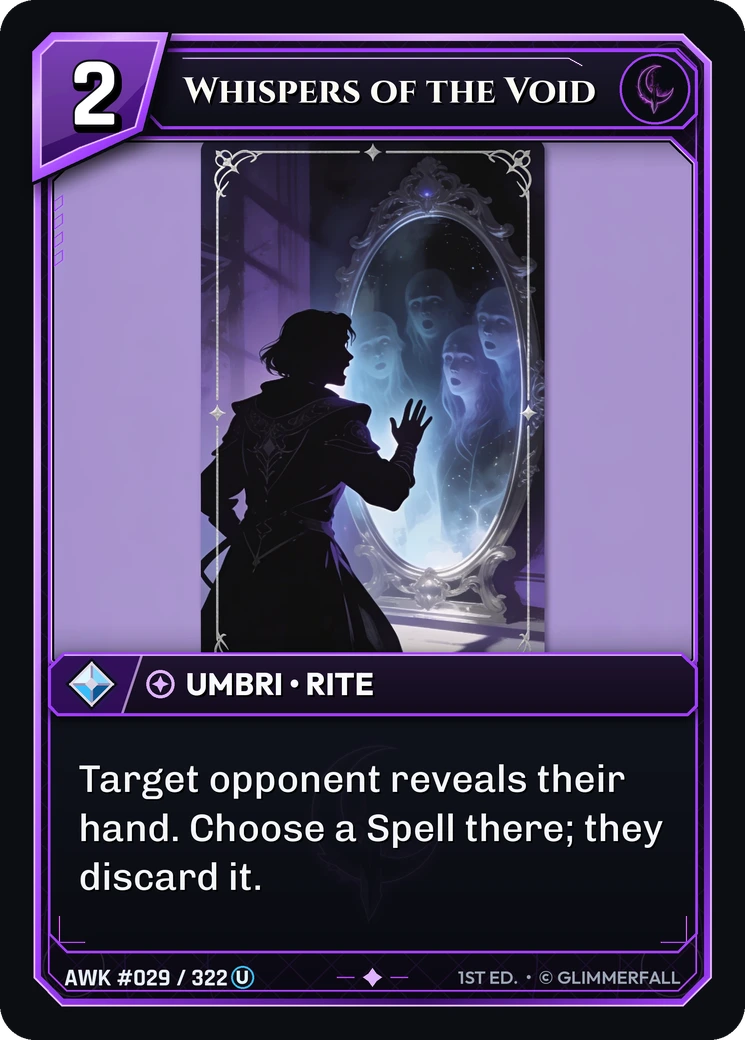 2
WHISPERS OF THE VOID
UMBRI • RITE
Target opponent reveals their
hand. Choose a Spell there; they
discard it.
AWK #029 / 322 U
1ST ED. • © GLIMMERFALL